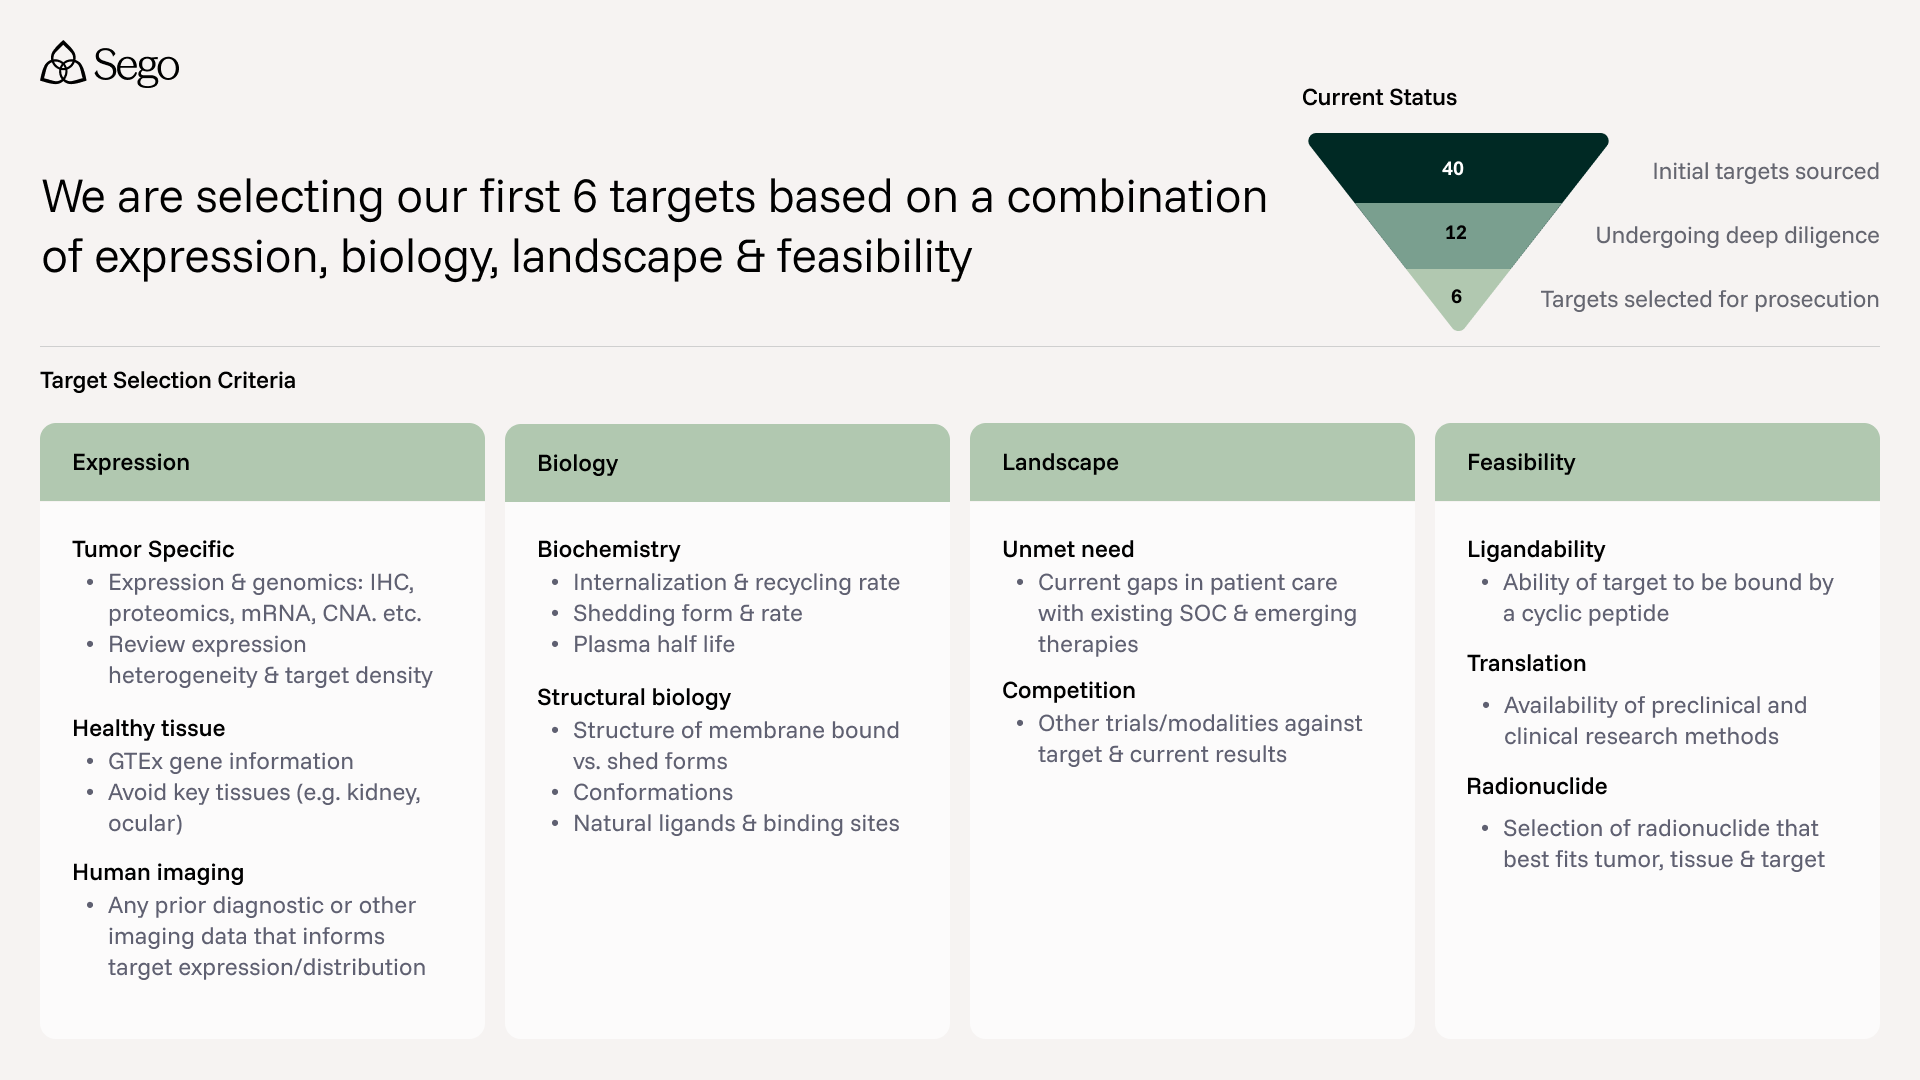 Sego
Current Status
We are selecting our first 6 targets based on a combination
of expression, biology, landscape & feasibility
40
Initial targets sourced
12
Undergoing deep diligence
6
Targets selected for prosecution
Target Selection Criteria
Expression
Tumor Specific
• Expression & genomics: IHC,
proteomics, mRNA, CNA. etc.
• Review expression
heterogeneity & target density
Healthy tissue
• GTEx gene information
• Avoid key tissues (e.g. kidney,
ocular)
Human imaging
• Any prior diagnostic or other
imaging data that informs
target expression/distribution
Biology
Biochemistry
• Internalization & recycling rate
• Shedding form & rate
• Plasma half life
Structural biology
• Structure of membrane bound
vs. shed forms
• Conformations
• Natural ligands & binding sites
Landscape
Unmet need
• Current gaps in patient care
with existing SOC & emerging
therapies
Competition
• Other trials/modalities against
target & current results
Feasibility
Ligandability
• Ability of target to be bound by
a cyclic peptide
Translation
• Availability of preclinical and
clinical research methods
Radionuclide
• Selection of radionuclide that
best fits tumor, tissue & target